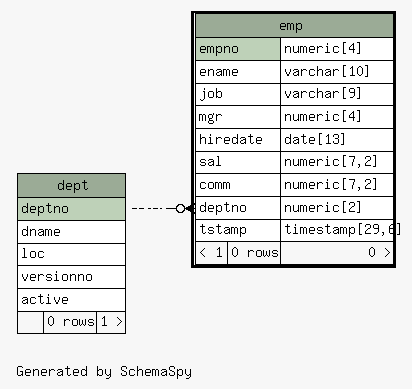 emp
empno numeric[4]
ename varchar[10]
job varchar[9]
mgr numeric[4]
hiredate date[13]
sal numeric[7,2]
comm numeric[7,2]
deptno numeric[2]
tstamp timestamp[29,6]
< 1 0 rows 0 >
dept
deptno
dname
loc
versionno
active
0 rows 1 >
Generated by SchemaSpy